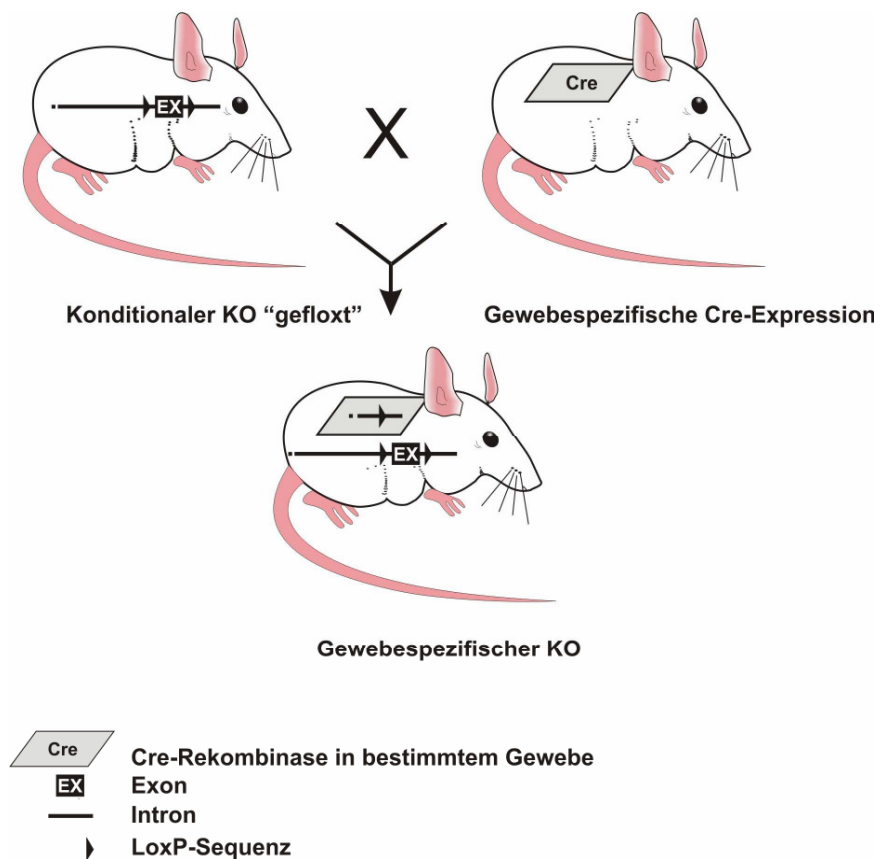 EX
Cre
X
Konditionaler KO “gefloxt”
Gewebespezifische Cre-Expression
EX
Gewebespezifischer KO
Cre
Cre-Rekombinase in bestimmtem Gewebe
EX
Exon
Intron
LoxP-Sequenz